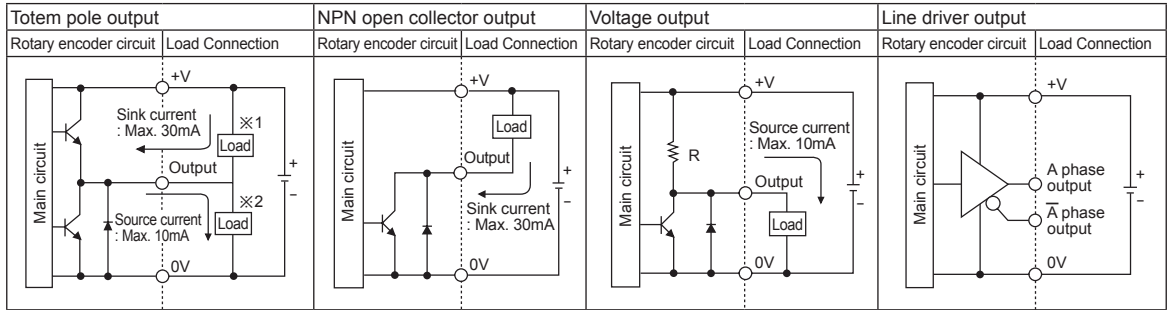 Totem pole output
Rotary encoder circuit
Load Connection
Main circuit
+V
Sink current
: Max. 30mA
※1
Load
Output
※2
Source current
: Max. 10mA
Load
0V
+
−
NPN open collector output
Rotary encoder circuit
Load Connection
Main circuit
+V
Load
Output
Sink current
: Max. 30mA
0V
+
−
Voltage output
Rotary encoder circuit
Load Connection
Main circuit
+V
Source current
: Max. 10mA
R
Output
Load
0V
+
−
Line driver output
Rotary encoder circuit
Load Connection
Main circuit
+V
A phase
output
A̅ phase
output
0V
+
−